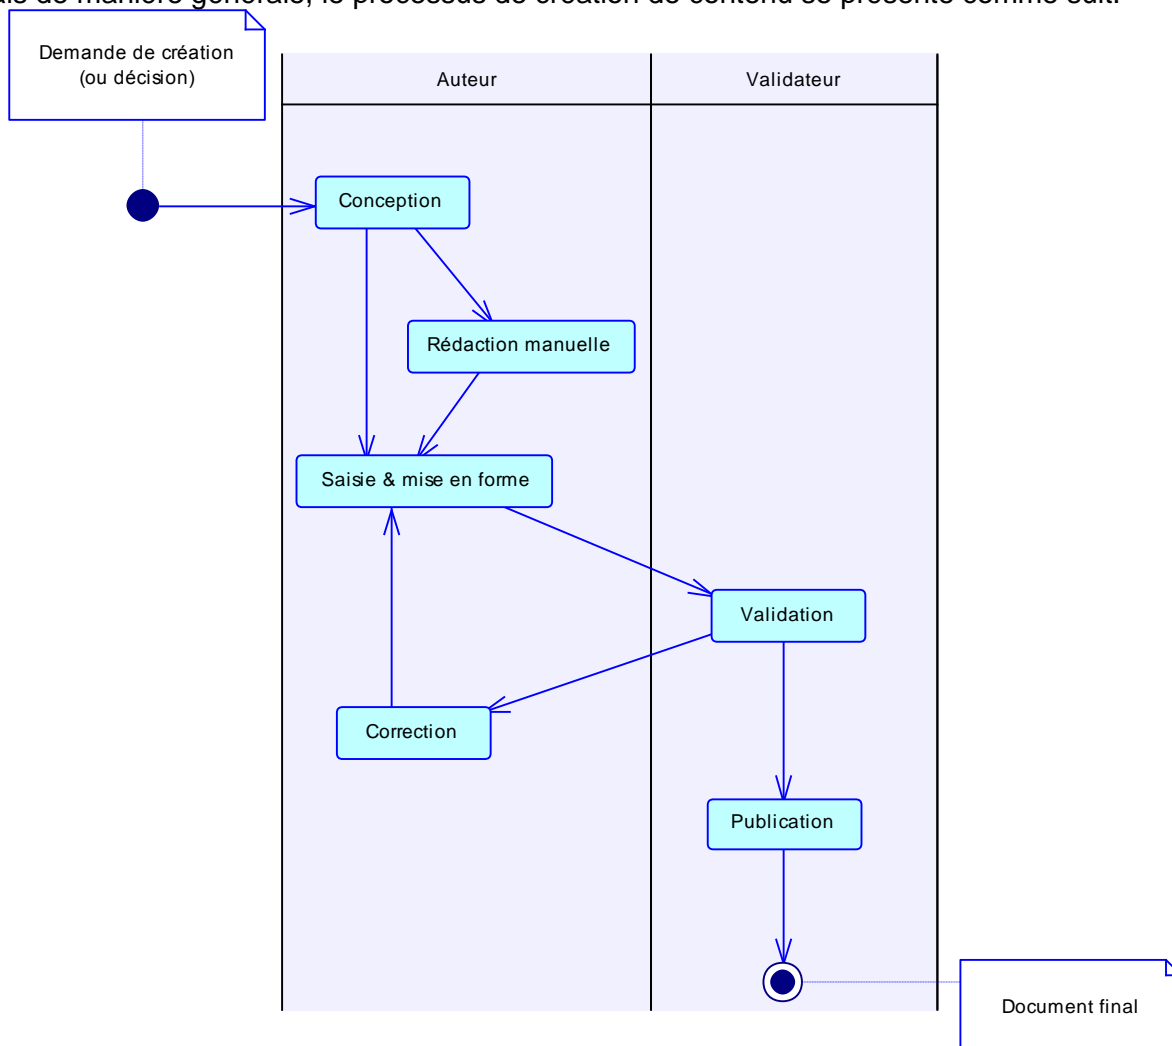 de manière générale, le processus de création de contenu se présente comme suit.
Demande de création
(ou décision)
Auteur
Validateur
Conception
Rédaction manuelle
Saisie & mise en forme
Validation
Correction
Publication
Document final